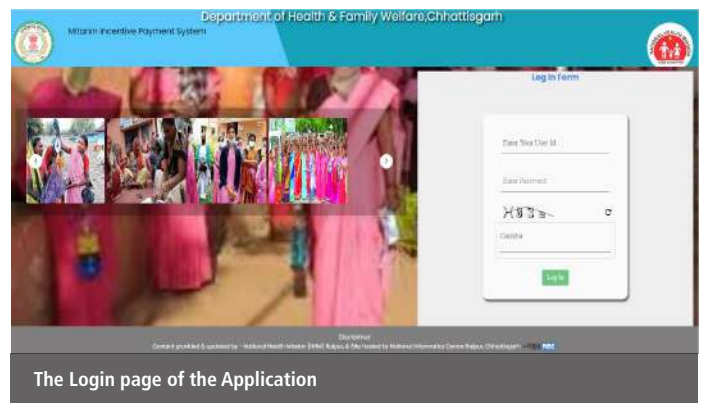 Department of Health & Family Welfare,Chhattisgarh
Mitanin Incentive Payment System
Log In Form
Enter Your User Id
Enter Password
Captcha
Log In
Disclaimer
Content provided & updated by - National Health Mission (NHM) Raipur, & Site hosted by National Informatics Centre Raipur, Chhattisgarh
NIC
The Login page of the Application